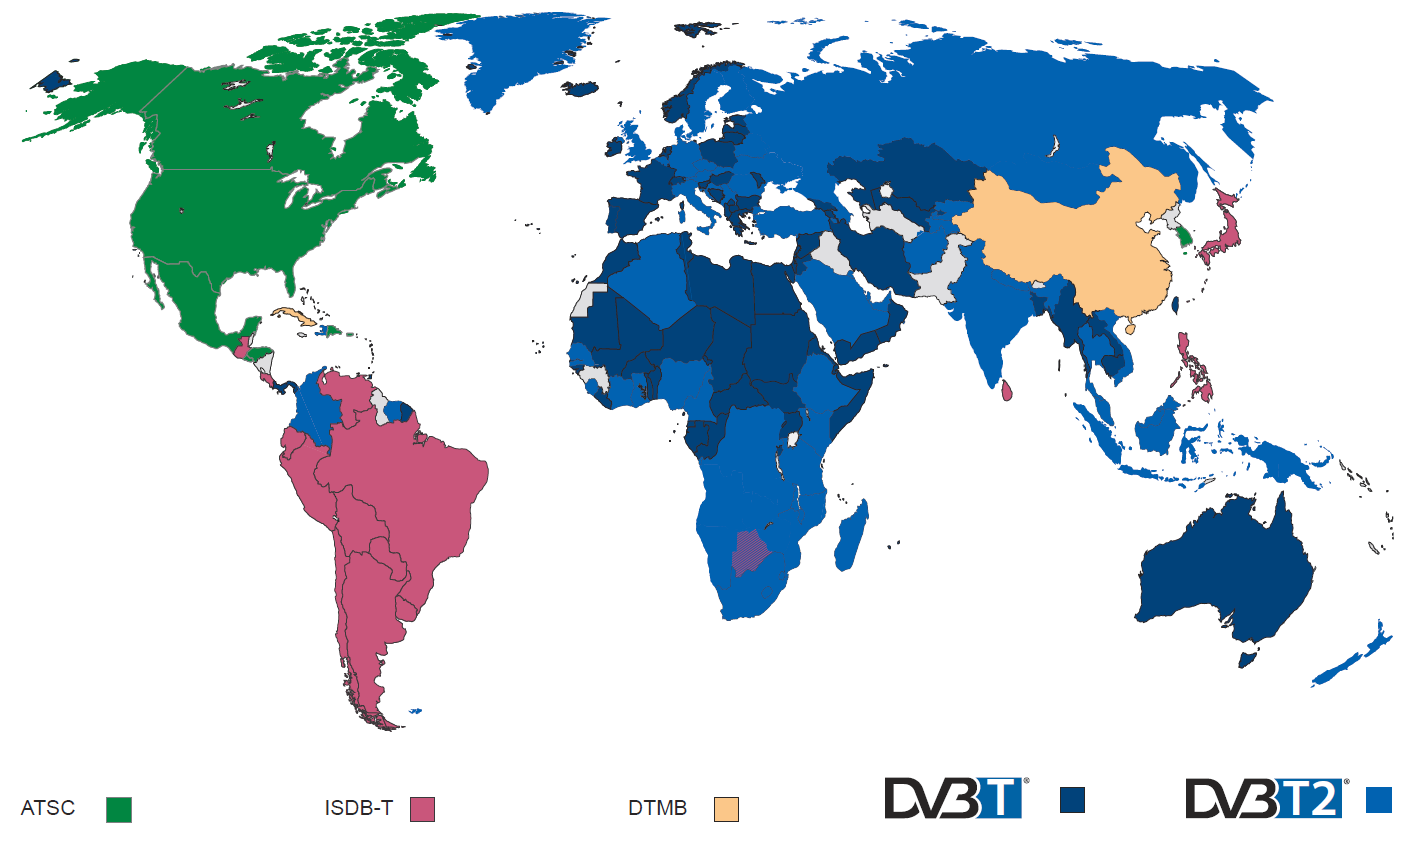 ATSC
ISDB-T
DTMB
DVB T®
DVB T2®